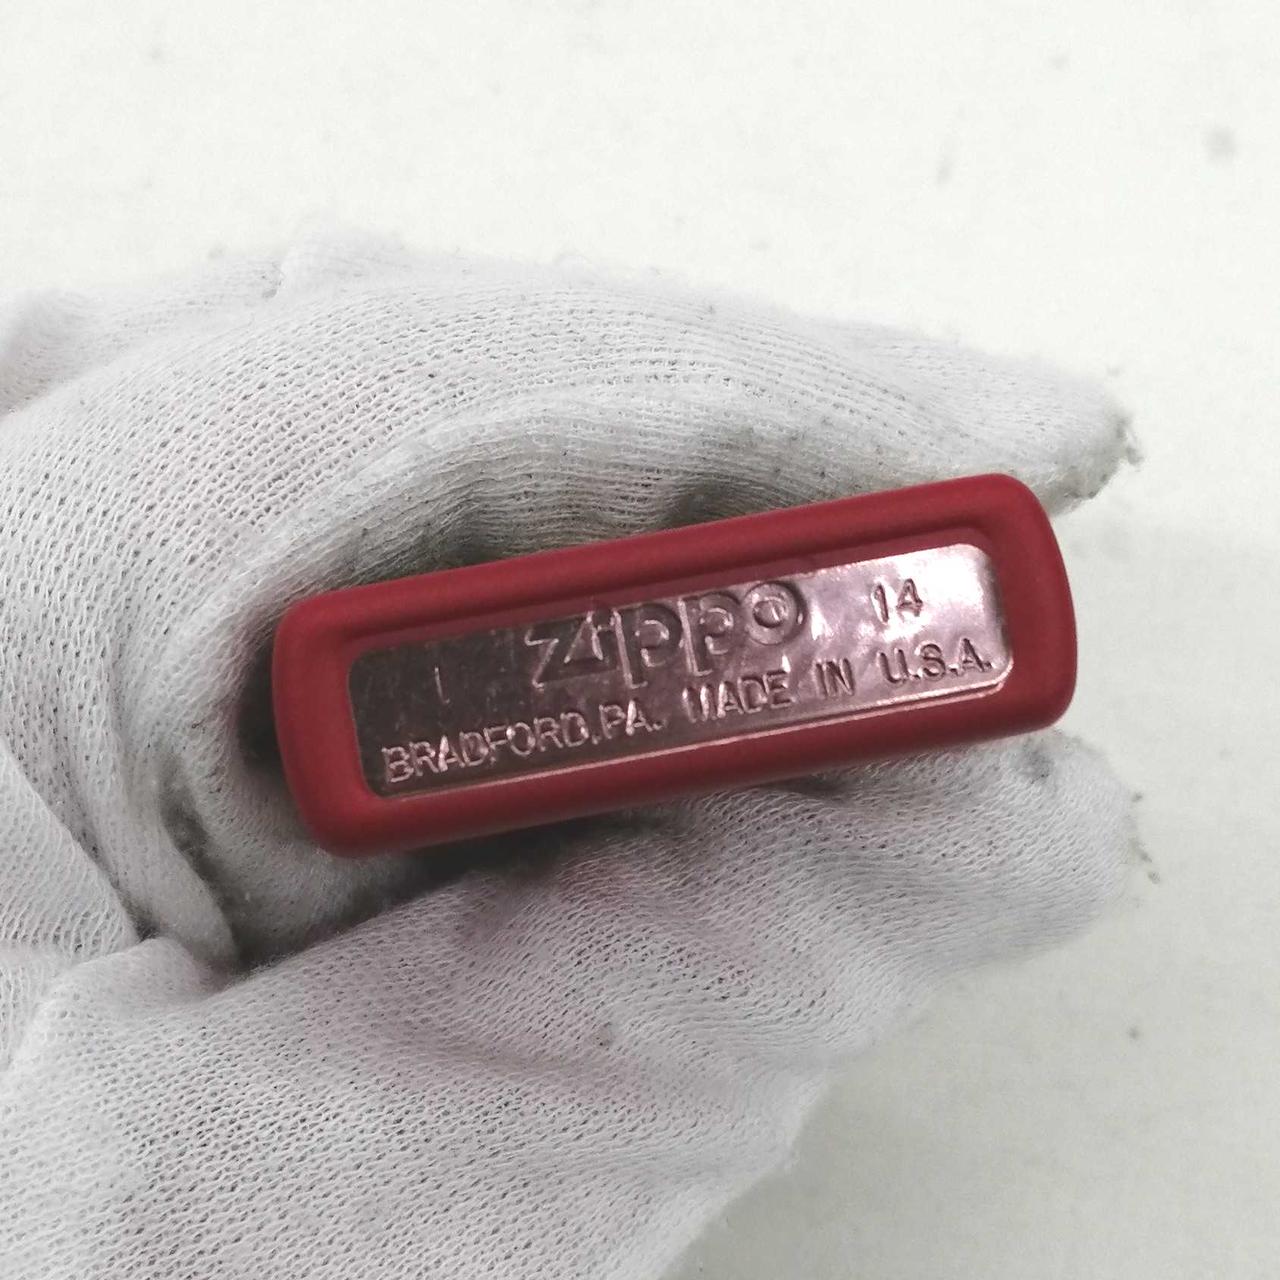 I zippo 14
BRADFORD, PA. MADE IN U.S.A.